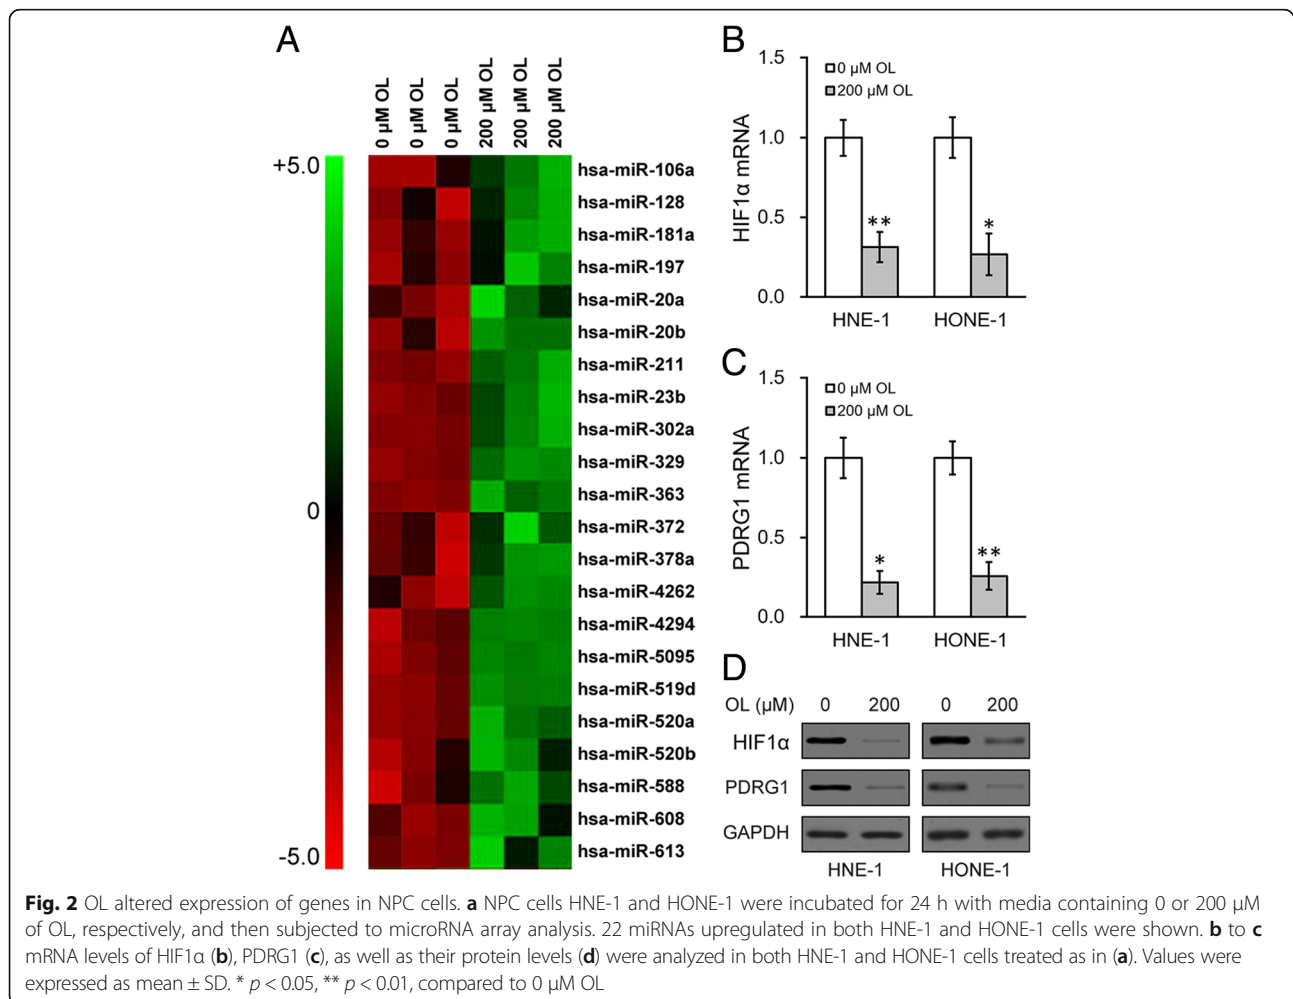 A
0 μM OL
0 μM OL
0 μM OL
200 μM OL
200 μM OL
200 μM OL
+5.0
0
-5.0
hsa-miR-106a
hsa-miR-128
hsa-miR-181a
hsa-miR-197
hsa-miR-20a
hsa-miR-20b
hsa-miR-211
hsa-miR-23b
hsa-miR-302a
hsa-miR-329
hsa-miR-363
hsa-miR-372
hsa-miR-378a
hsa-miR-4262
hsa-miR-4294
hsa-miR-5095
hsa-miR-519d
hsa-miR-520a
hsa-miR-520b
hsa-miR-588
hsa-miR-608
hsa-miR-613
B
HIF1α mRNA
1.5
1.0
0.5
0.0
0 μM OL
200 μM OL
**
*
HNE-1 HONE-1
C
PDRG1 mRNA
1.5
1.0
0.5
0.0
0 μM OL
200 μM OL
*
**
HNE-1 HONE-1
D
OL (μM) 0 200 0 200
HIF1α
PDRG1
GAPDH
HNE-1 HONE-1
Fig. 2 OL altered expression of genes in NPC cells. a NPC cells HNE-1 and HONE-1 were incubated for 24 h with media containing 0 or 200 μM
of OL, respectively, and then subjected to microRNA array analysis. 22 miRNAs upregulated in both HNE-1 and HONE-1 cells were shown. b to c
mRNA levels of HIF1α (b), PDRG1 (c), as well as their protein levels (d) were analyzed in both HNE-1 and HONE-1 cells treated as in (a). Values were
expressed as mean ± SD. * p < 0.05, ** p < 0.01, compared to 0 μM OL